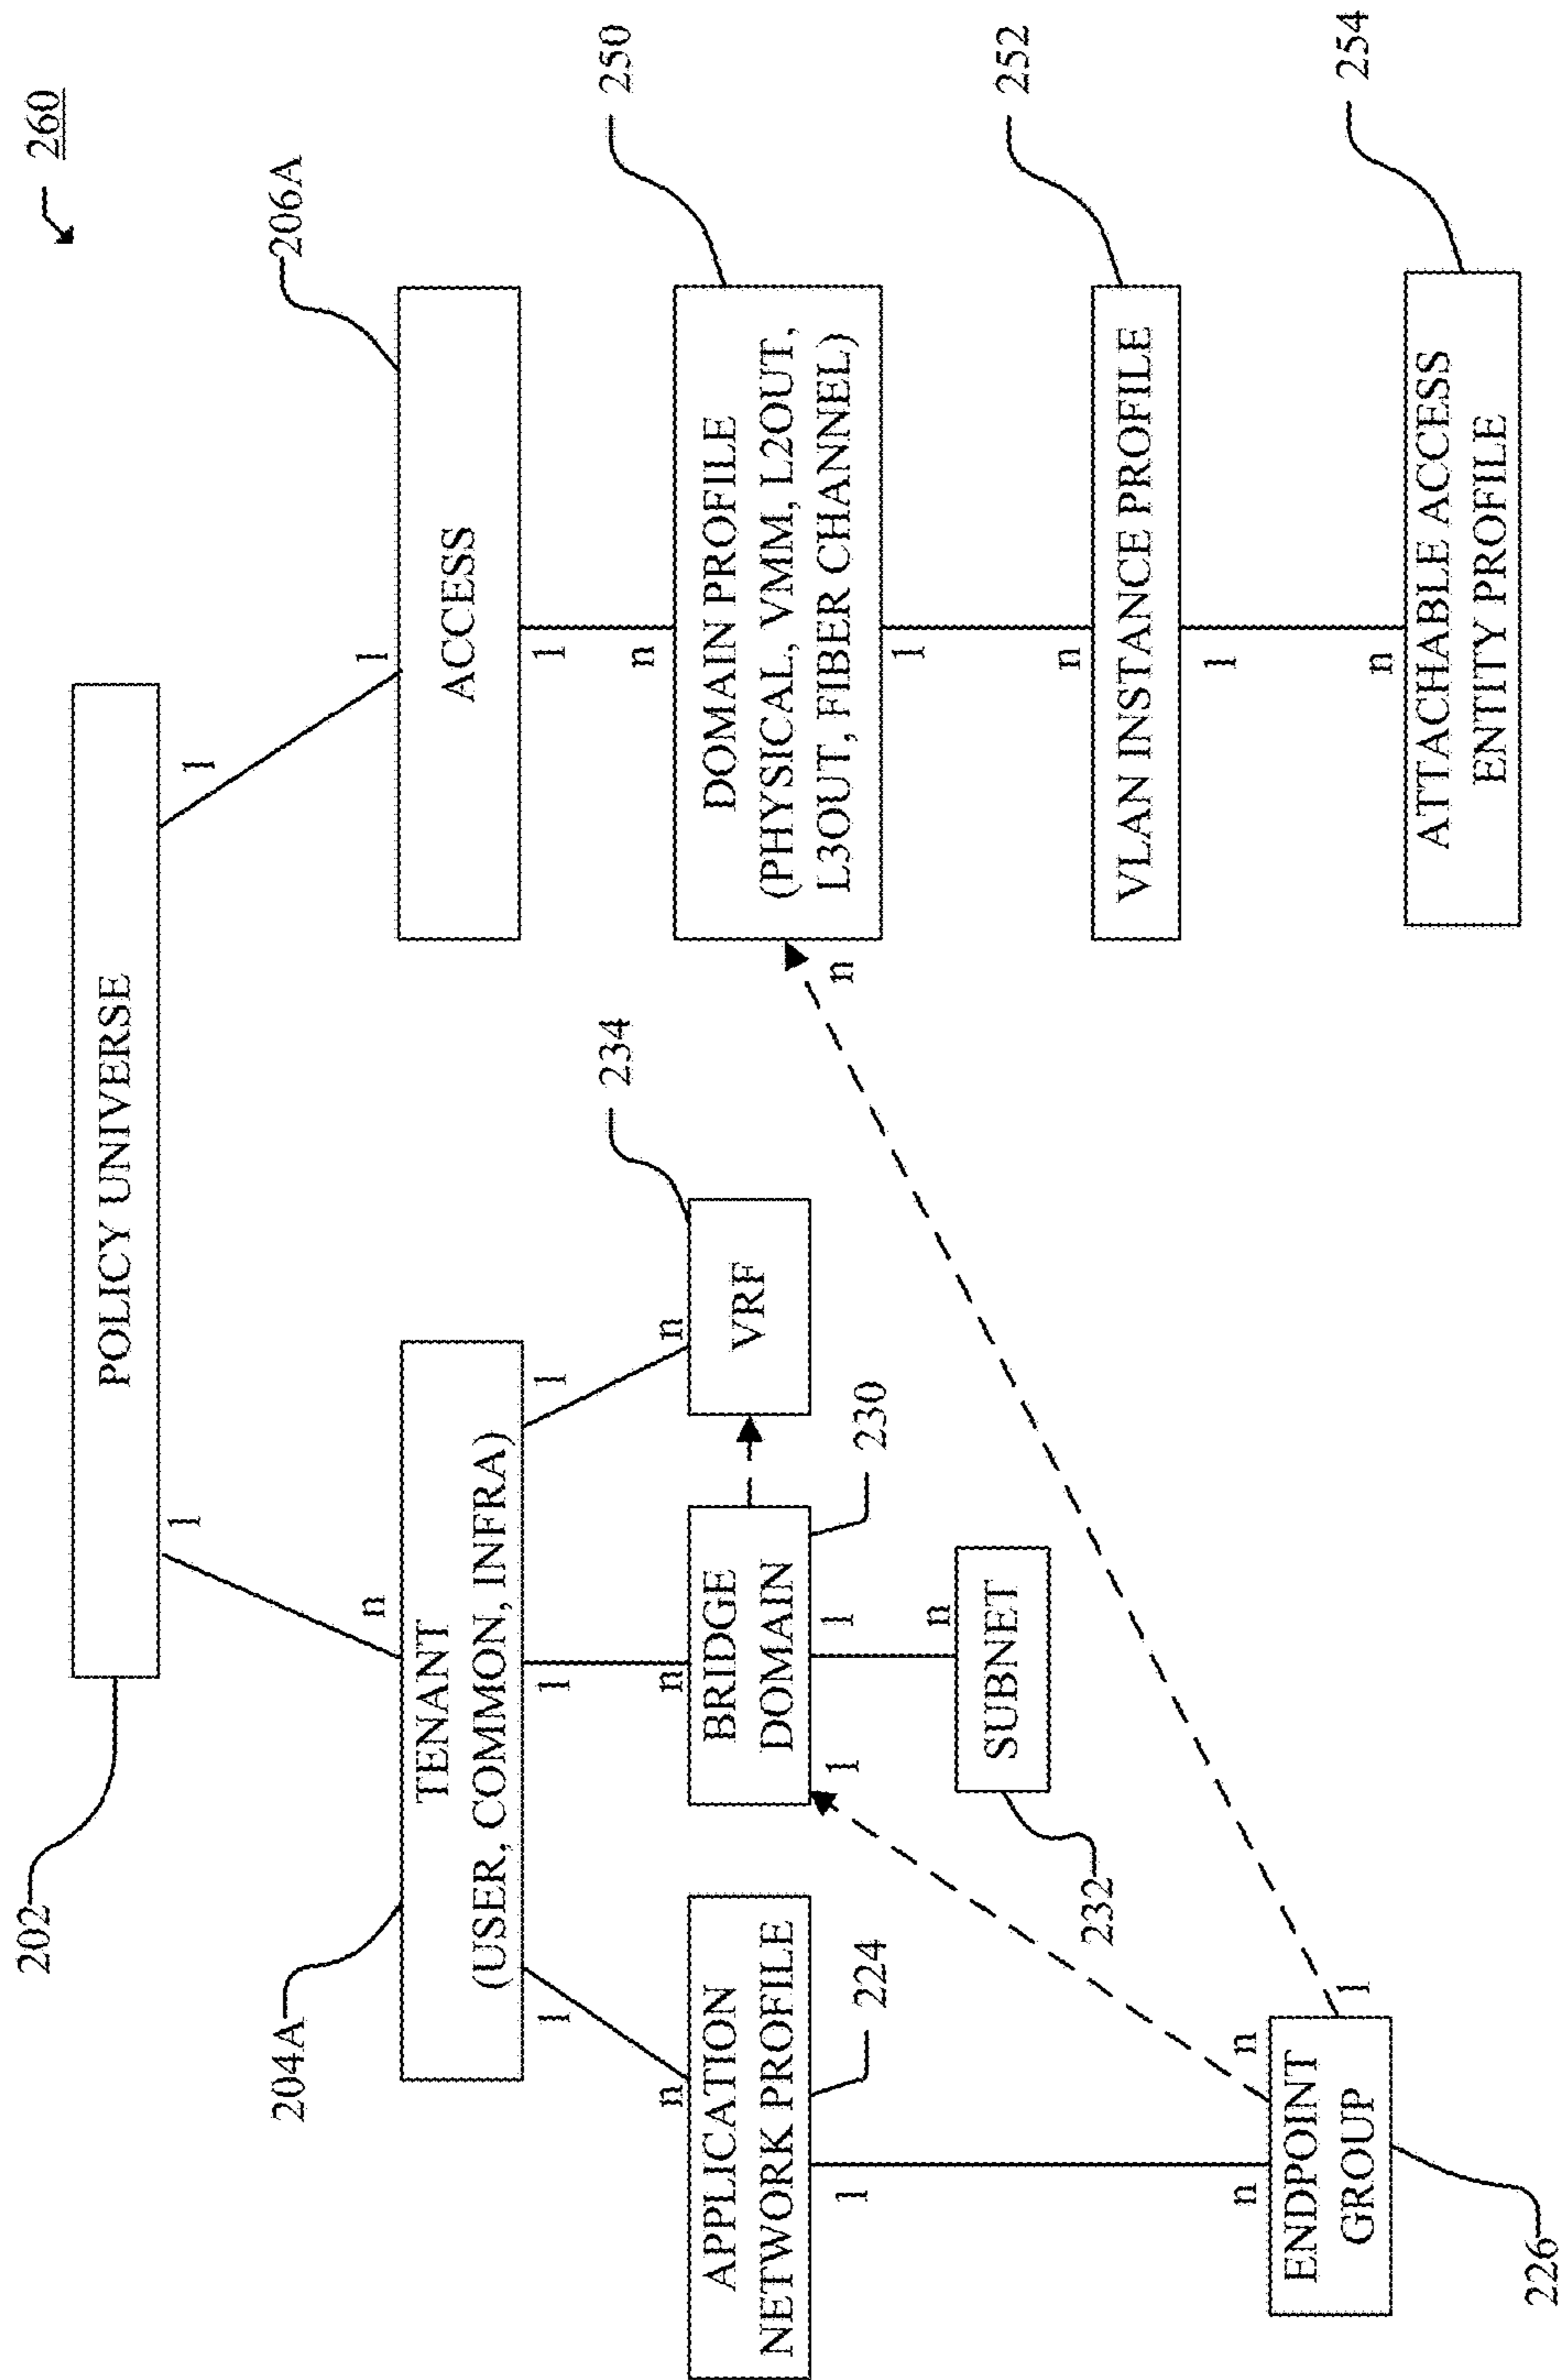 260
POLICY UNIVERSE
202
1
1
n
1
204A
TENANT
(USER, COMMON, INFRA)
206A
ACCESS
1
1
1
1
n
n
n
n
APPLICATION
NETWORK PROFILE
224
BRIDGE
DOMAIN
230
VRF
234
DOMAIN PROFILE
(PHYSICAL, VMM, L2OUT,
L3OUT, FIBER CHANNEL)
250
1
1
1
n
1
n
n
SUBNET
232
VLAN INSTANCE PROFILE
252
1
n
n
n
1
ENDPOINT
GROUP
226
ATTACHABLE ACCESS
ENTITY PROFILE
254